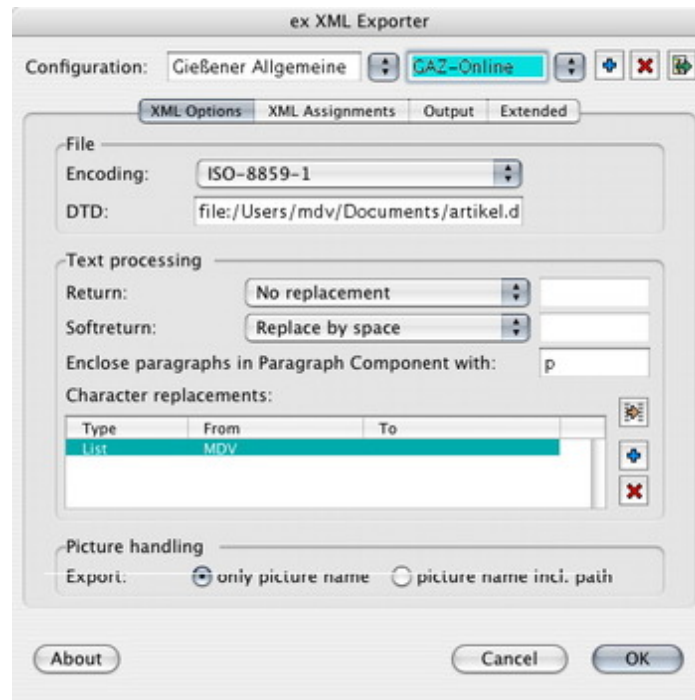 ex XML Exporter
Configuration: Gießener Allgemeine GAZ-Online
XML Options XML Assignments Output Extended
File
Encoding: ISO-8859-1
DTD: file:/Users/mdv/Documents/artikel.d
Text processing
Return: No replacement
Softreturn: Replace by space
Enclose paragraphs in Paragraph Component with: p
Character replacements:
Type From To
List MDV
Picture handling
Export: only picture name picture name incl. path
About Cancel OK